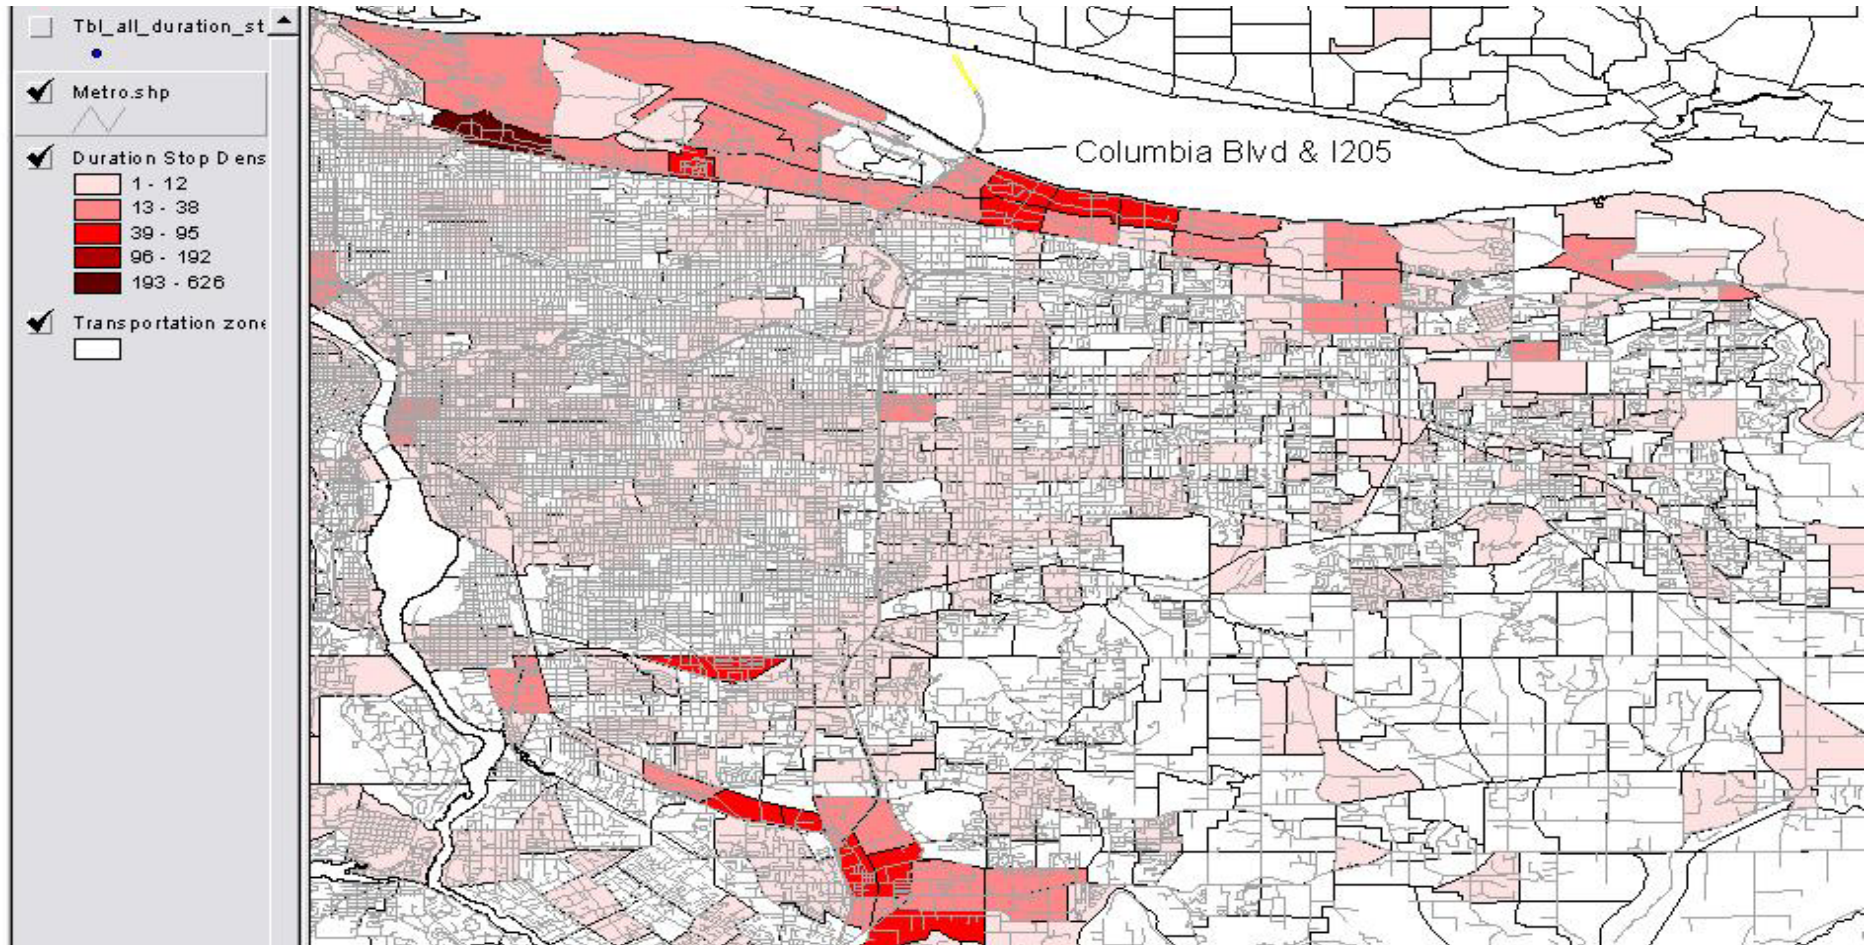 Tbl_all_duration_st
Metro.shp
Duration Stop Dens
1 - 12
13 - 38
39 - 95
96 - 192
193 - 626
Transportation zone
Columbia Blvd & I205